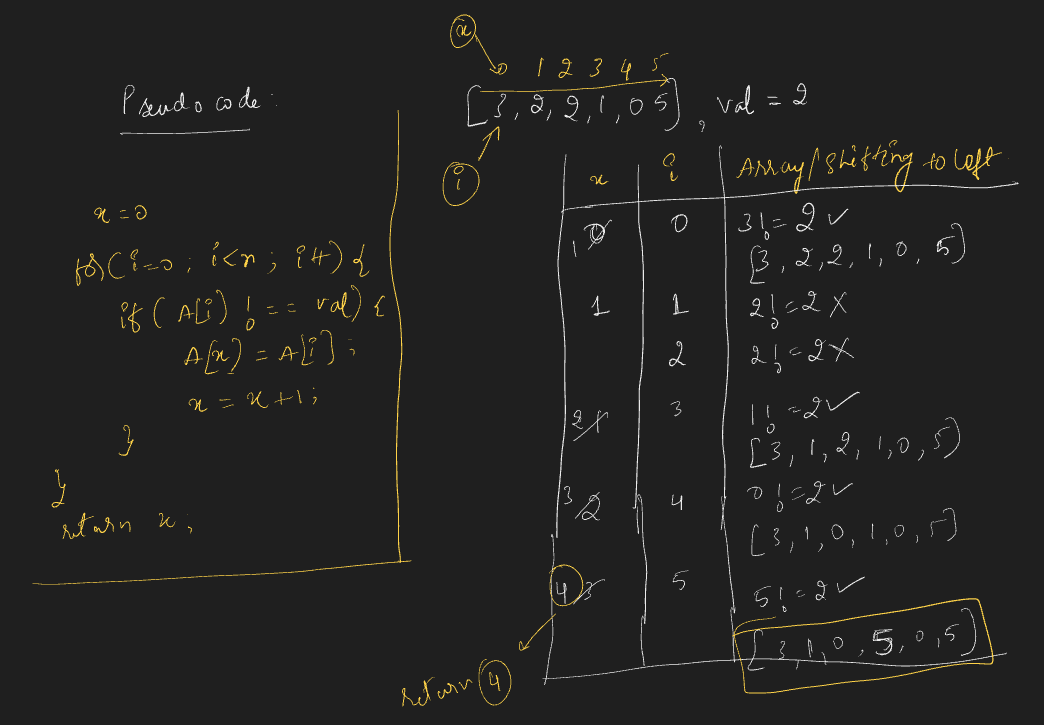 Pseudo code:
x=0
for(i=0; i<n; i++) {
if (A[i) !== val) {
A[x) = A[i];
x = x+1;
}
}
return x;
x
0 1 2 3 4 5
[3, 2, 2, 1, 0 5], val = 2
i
x i Array/Shifting to left
1 0 0 3!=2✓
[3, 2, 2, 1, 0, 5)
1 1 2!=2 X
2 2!=2X
2 1 3 1!=2✓
[3, 1, 2, 1, 0, 5)
3 2 4 0!=2✓
[3, 1, 0, 1, 0, 5)
4 3 5 5!=2✓
[3, 1, 0, 5, 0, 5)
return 4